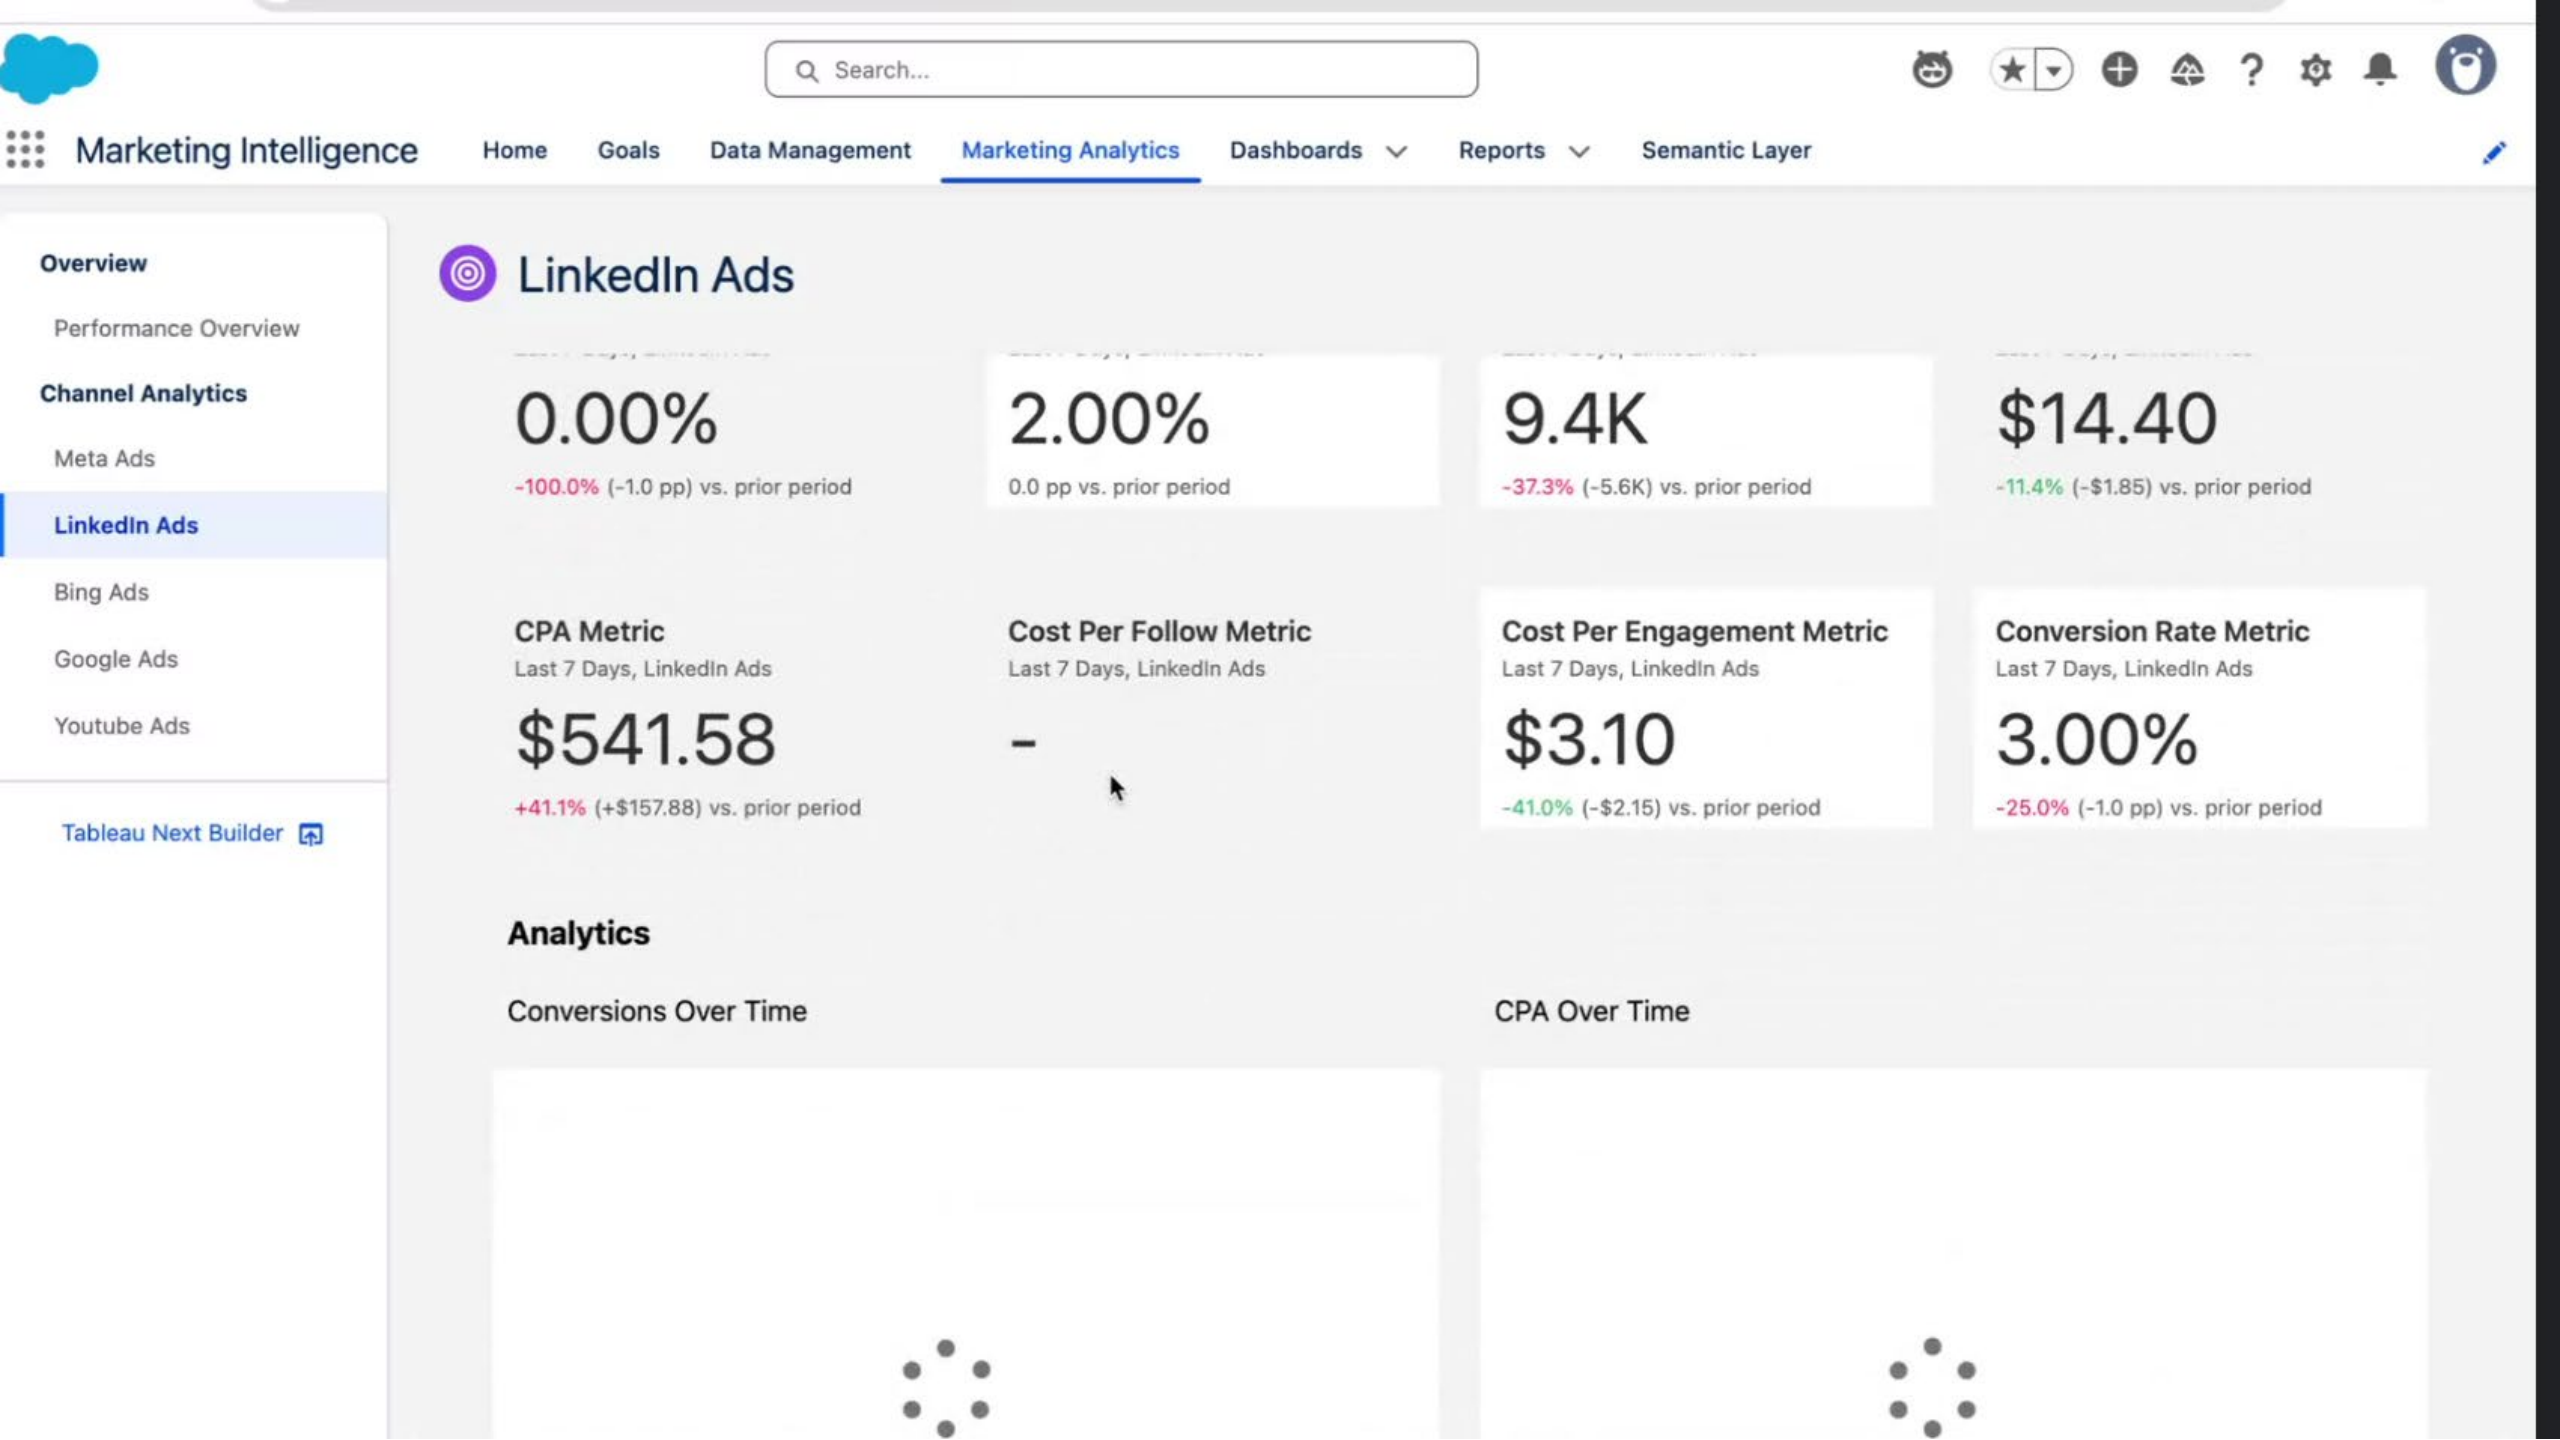 Search...
Marketing Intelligence
Home
Goals
Data Management
Marketing Analytics
Dashboards
Reports
Semantic Layer
Overview
Performance Overview
Channel Analytics
Meta Ads
LinkedIn Ads
Bing Ads
Google Ads
Youtube Ads
Tableau Next Builder
LinkedIn Ads
0.00%
-100.0% (-1.0 pp) vs. prior period
2.00%
0.0 pp vs. prior period
9.4K
-37.3% (-5.6K) vs. prior period
$14.40
-11.4% (-$1.85) vs. prior period
CPA Metric
Last 7 Days, LinkedIn Ads
$541.58
+41.1% (+$157.88) vs. prior period
Cost Per Follow Metric
Last 7 Days, LinkedIn Ads
-
Cost Per Engagement Metric
Last 7 Days, LinkedIn Ads
$3.10
-41.0% (-$2.15) vs. prior period
Conversion Rate Metric
Last 7 Days, LinkedIn Ads
3.00%
-25.0% (-1.0 pp) vs. prior period
Analytics
Conversions Over Time
CPA Over Time